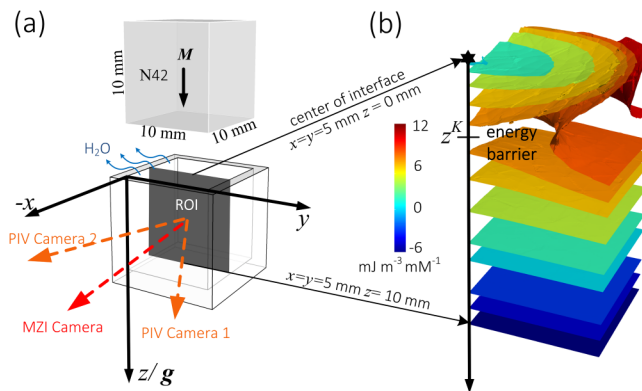 (a)
M
N42
10 mm
10 mm
10 mm
H2O
ROI
-x
y
PIV Camera 2
MZI Camera
PIV Camera 1
z/ g
center of interface
x=y=5 mm z = 0 mm
x=y=5 mm z= 10 mm
(b)
z^K
energy
barrier
12
6
0
-6
mJ m^-3 mM^-1